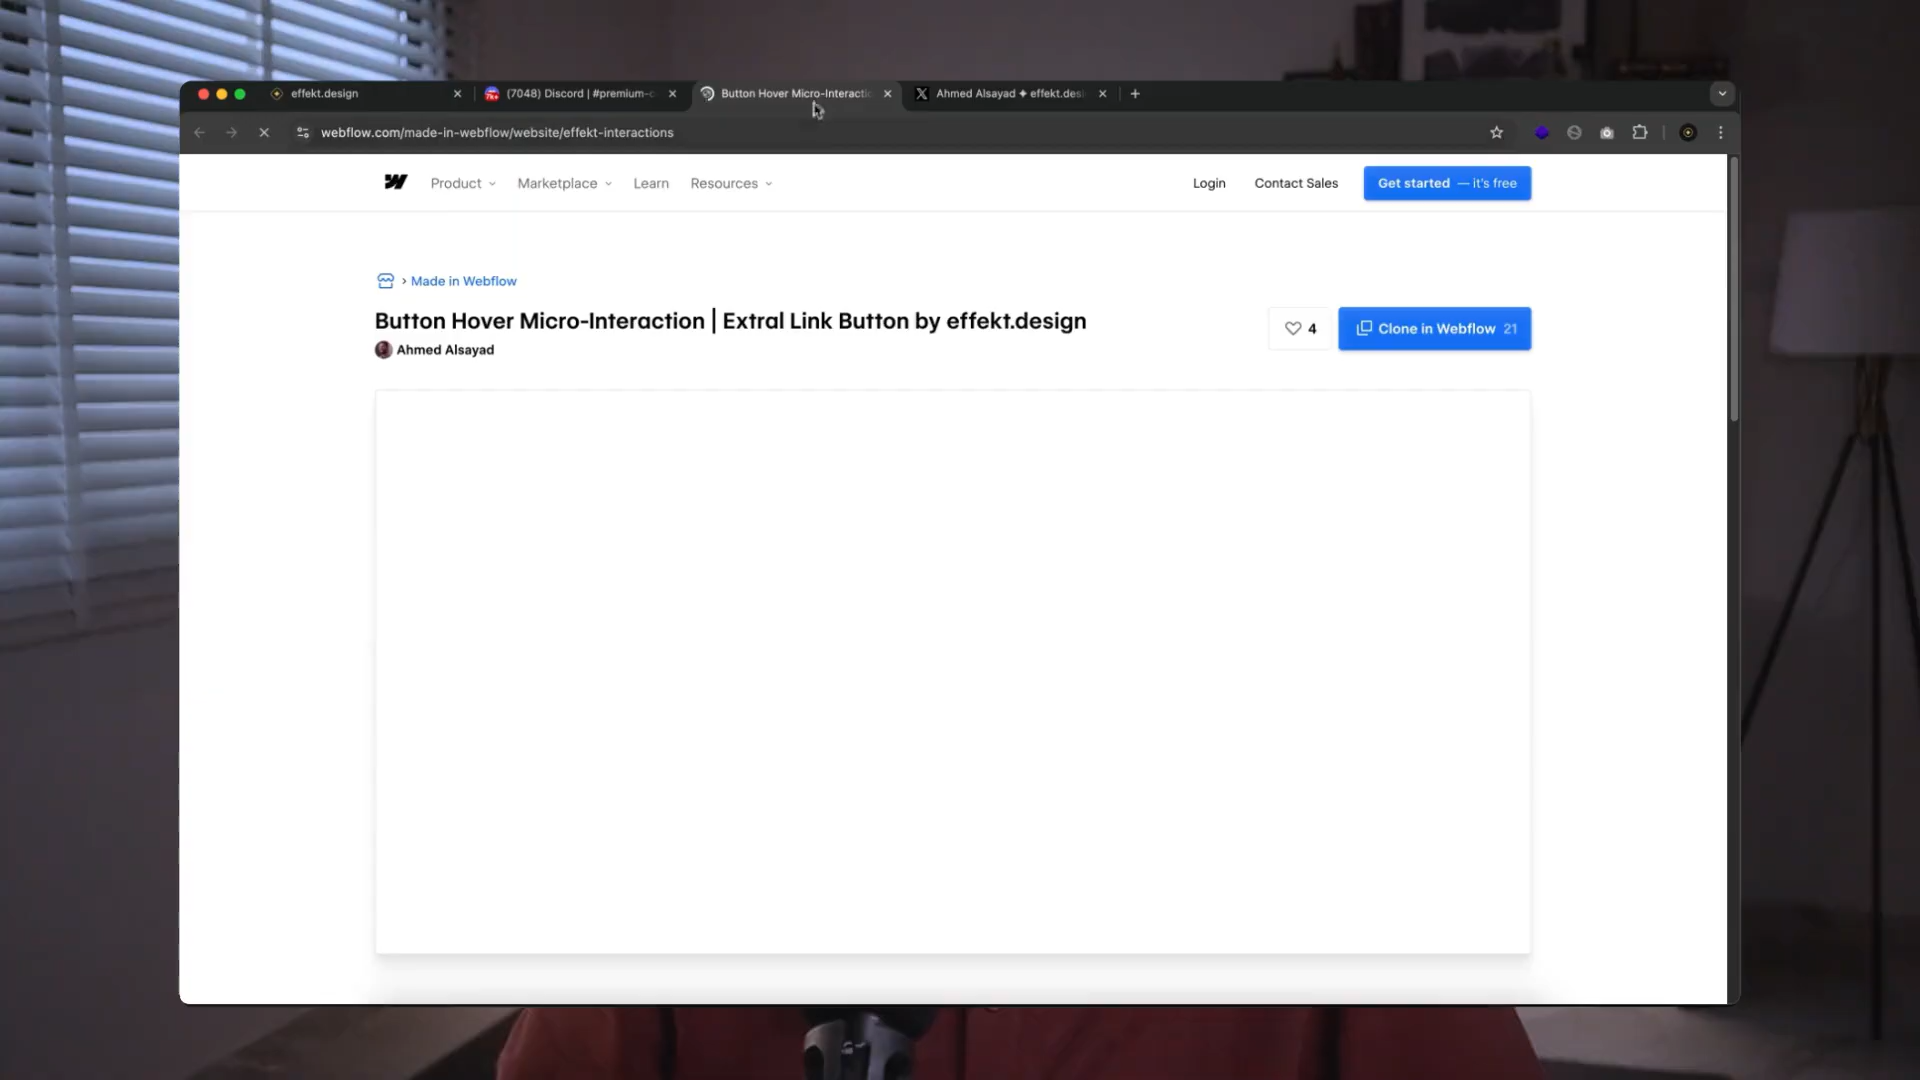 effekt.design
(7048) Discord | #premium-c
Button Hover Micro-Interactio
Ahmed Alsayad ✦ effekt.desi
webflow.com/made-in-webflow/website/effekt-interactions
Product
Marketplace
Learn
Resources
Login
Contact Sales
Get started — it's free
› Made in Webflow
Button Hover Micro-Interaction | Extral Link Button by effekt.design
4
Clone in Webflow 21
Ahmed Alsayad